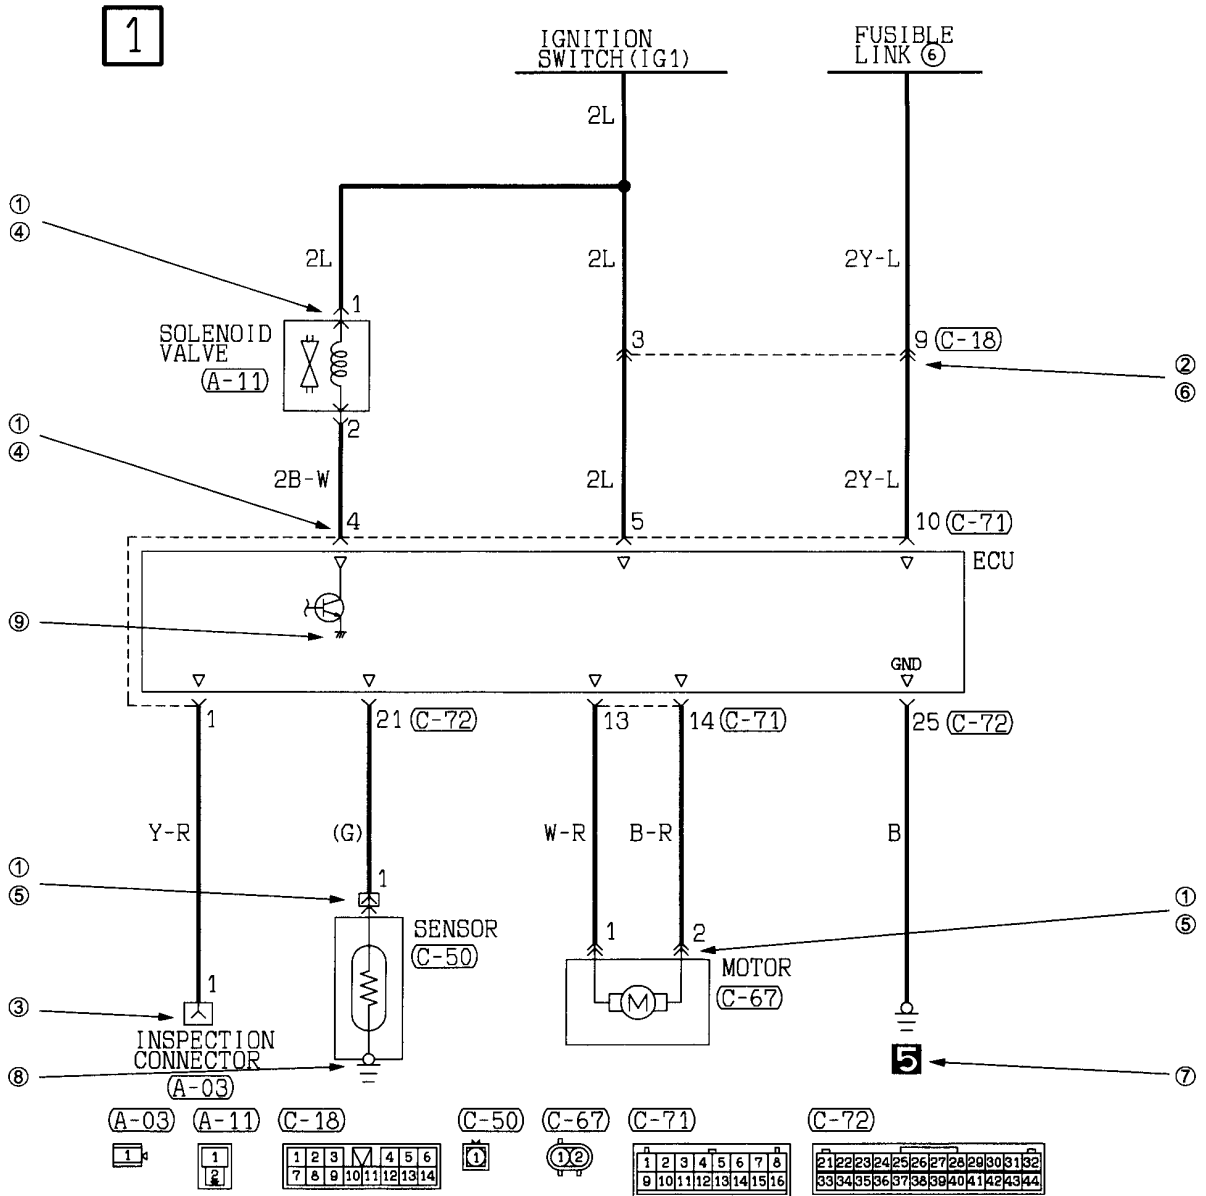 1
IGNITION
SWITCH(IG1)
FUSIBLE
LINK ⑥
2L
①
④
2L
2L
2Y-L
1
SOLENOID
VALVE
(A-11)
3
9 (C-18)
②
⑥
①
④
2
2B-W
2L
2Y-L
4
5
10 (C-71)
ECU
⑨
GND
1
21 (C-72)
13
14 (C-71)
25 (C-72)
Y-R
(G)
W-R
B-R
B
①
⑤
1
①
⑤
SENSOR
(C-50)
1
2
MOTOR
(C-67)
M
③
1
INSPECTION
CONNECTOR
(A-03)
⑧
5
⑦
(A-03) (A-11) (C-18) (C-50) (C-67) (C-71) (C-72)
1
1
2
1 2 3 4 5 6
7 8 9 10 11 12 13 14
1
1 2
1 2 3 4 5 6 7 8
9 10 11 12 13 14 15 16
21 22 23 24 25 26 27 28 29 30 31 32
33 34 35 36 37 38 39 40 41 42 43 44